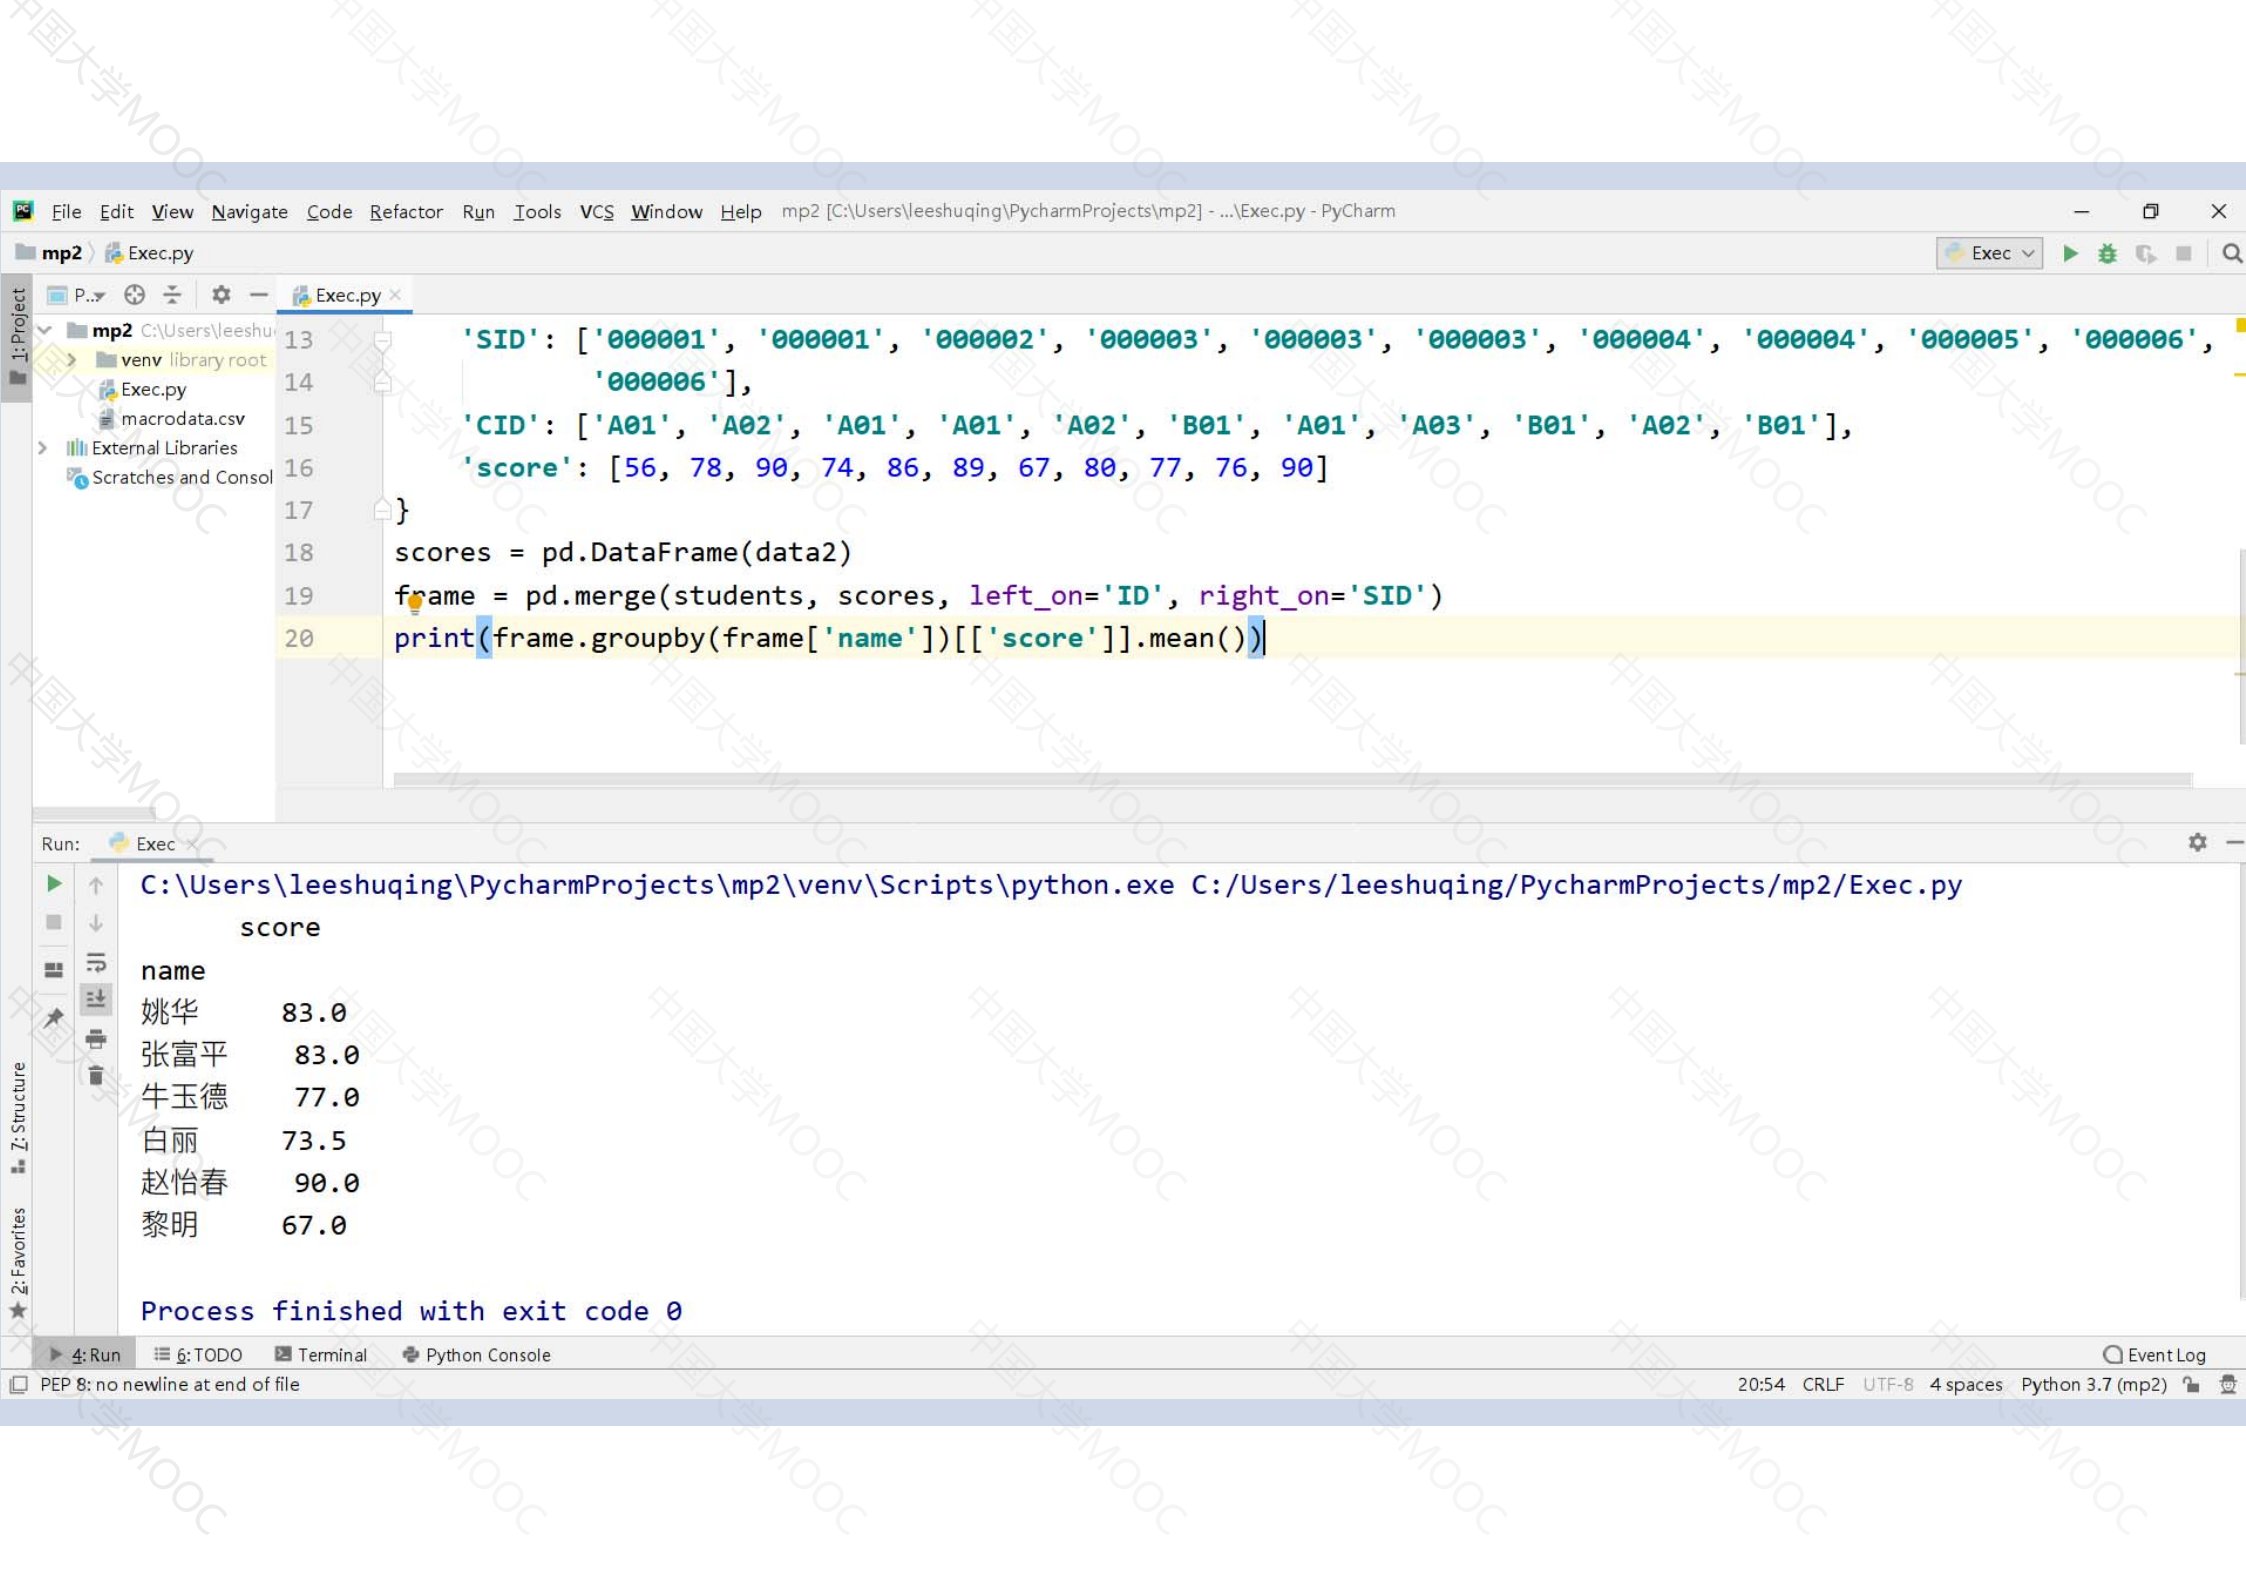 File Edit View Navigate Code Refactor Run Tools VCS Window Help mp2 [C:\Users\leeshuqing\PycharmProjects\mp2] - ...\Exec.py - PyCharm
mp2 Exec.py Exec
1: Project P.. Exec.py
mp2 C:\Users\leeshu
venv library root
Exec.py
macrodata.csv
External Libraries
Scratches and Consol
13 'SID': ['000001', '000001', '000002', '000003', '000003', '000003', '000004', '000004', '000005', '000006',
14 '000006'],
15 'CID': ['A01', 'A02', 'A01', 'A01', 'A02', 'B01', 'A01', 'A03', 'B01', 'A02', 'B01'],
16 'score': [56, 78, 90, 74, 86, 89, 67, 80, 77, 76, 90]
17 }
18 scores = pd.DataFrame(data2)
19 frame = pd.merge(students, scores, left_on='ID', right_on='SID')
20 print(frame.groupby(frame['name'])[['score']].mean())
Run: Exec
C:\Users\leeshuqing\PycharmProjects\mp2\venv\Scripts\python.exe C:/Users/leeshuqing/PycharmProjects/mp2/Exec.py
score
name
姚华 83.0
张富平 83.0
牛玉德 77.0
白丽 73.5
赵怡春 90.0
黎明 67.0
Process finished with exit code 0
7: Structure
2: Favorites
4: Run 6: TODO Terminal Python Console Event Log
PEP 8: no newline at end of file 20:54 CRLF UTF-8 4 spaces Python 3.7 (mp2)
中国大学MOOC